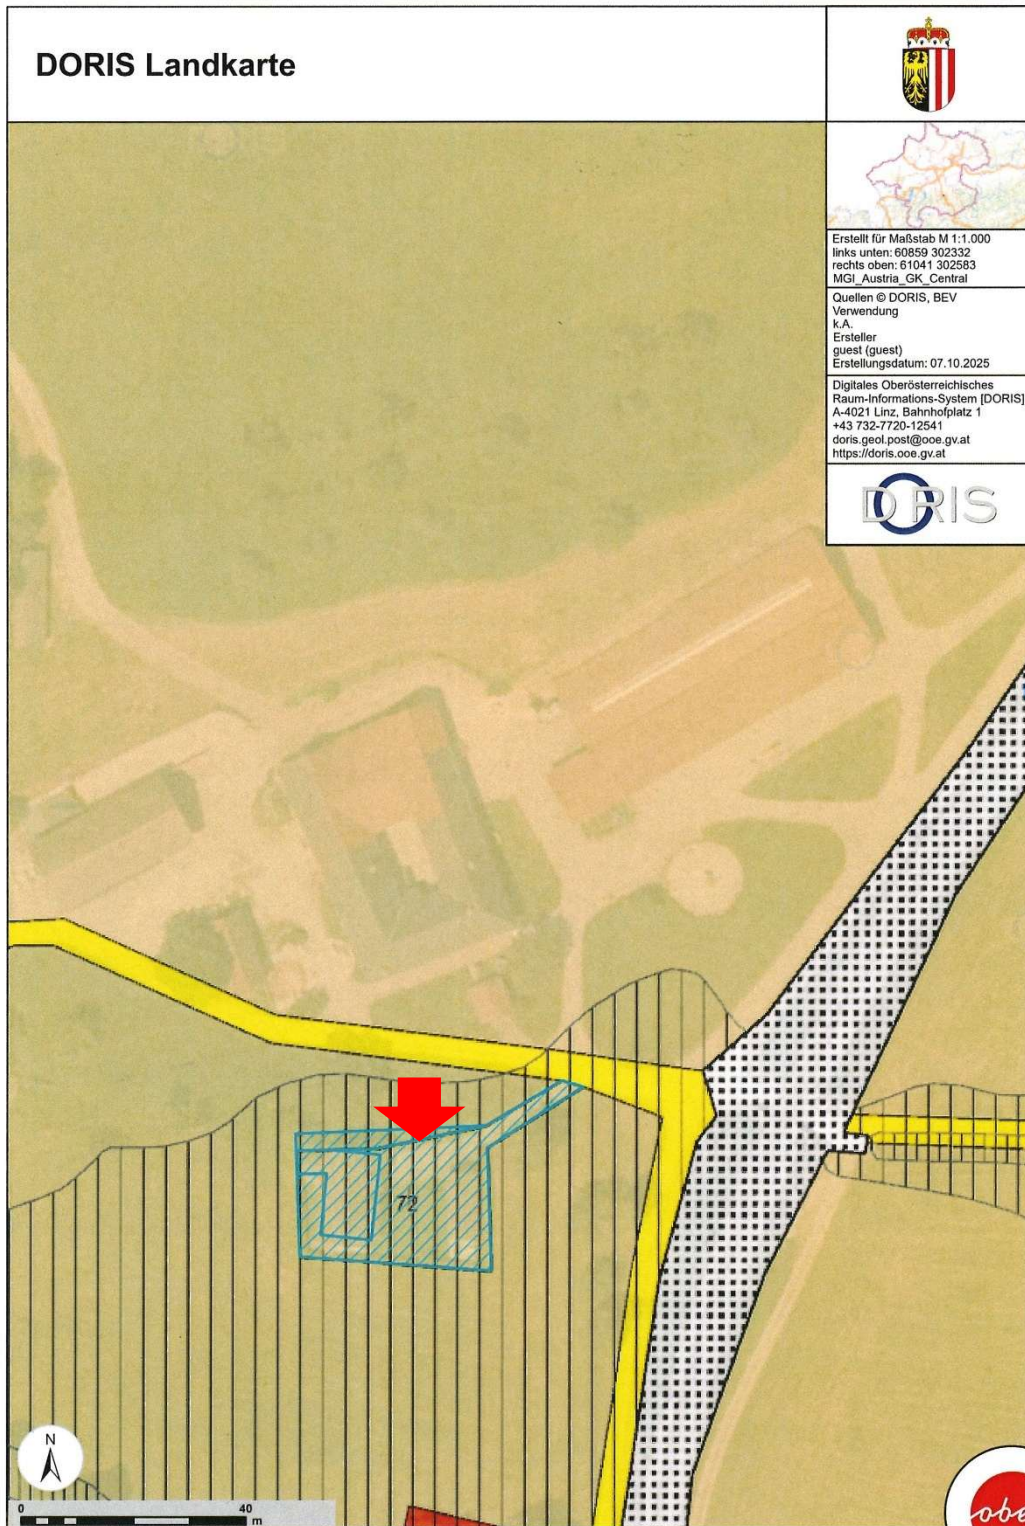 DORIS Landkarte
Erstellt für Maßstab M 1:1.000
links unten: 60859 302332
rechts oben: 61041 302583
MGI_Austria_GK_Central
Quellen © DORIS, BEV
Verwendung
k.A.
Ersteller
guest (guest)
Erstellungsdatum: 07.10.2025
Digitales Oberösterreichisches
Raum-Informations-System [DORIS]
A-4021 Linz, Bahnhofplatz 1
+43 732-7720-12541
doris.geol.post@ooe.gv.at
https://doris.ooe.gv.at
DORIS
72
N
0 40
m
obe